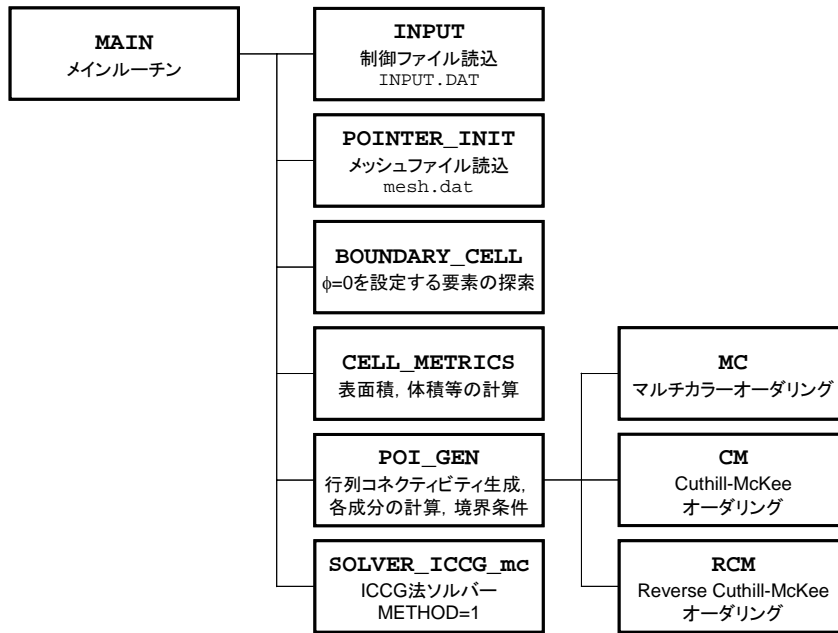 MAIN
メインルーチン
INPUT
制御ファイル読込
INPUT.DAT
POINTER_INIT
メッシュファイル読込
mesh.dat
BOUNDARY_CELL
φ=0を設定する要素の探索
CELL_METRICS
表面積, 体積等の計算
POI_GEN
行列コネクティビティ生成,
各成分の計算, 境界条件
SOLVER_ICCG_mc
ICCG法ソルバー
METHOD=1
MC
マルチカラーオーダリング
CM
Cuthill-McKee
オーダリング
RCM
Reverse Cuthill-McKee
オーダリング